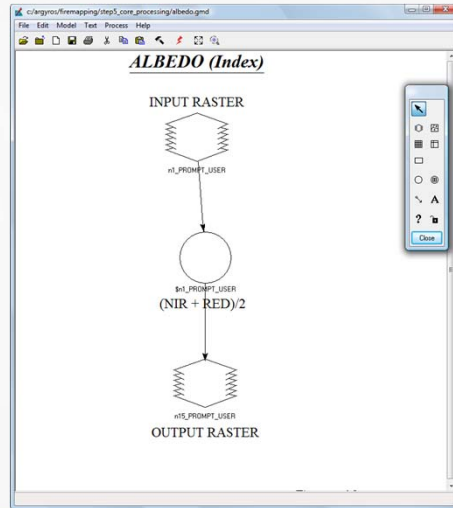 c:/argyros/firemapping/step5_core_processing/albedo.gmd
File Edit Model Text Process Help
ALBEDO (Index)
INPUT RASTER
n1_PROMPT_USER
$n1_PROMPT_USER
(NIR + RED)/2
n15_PROMPT_USER
OUTPUT RASTER
A
?
Close